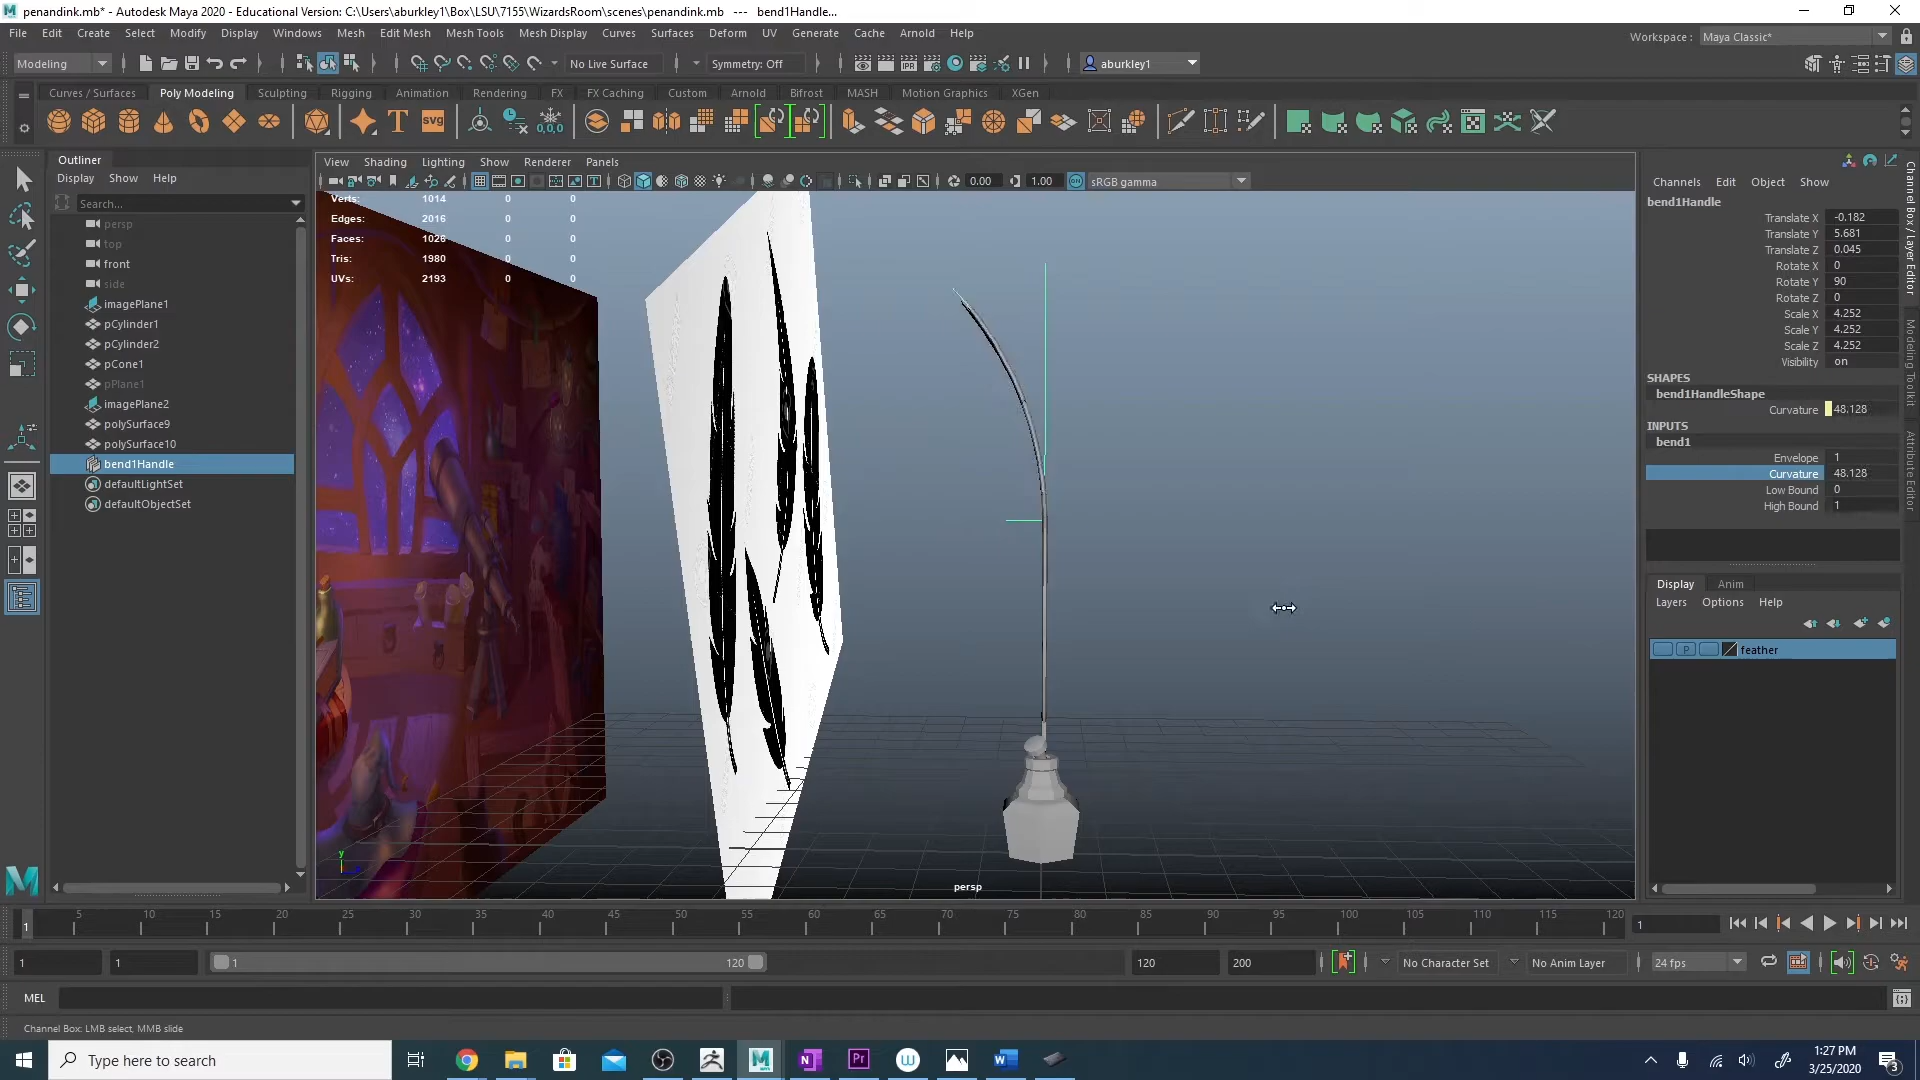 penandink.mb* - Autodesk Maya 2020 - Educational Version: C:\Users\aburkley1\Box\LSU\7155\WizardsRoom\scenes\penandink.mb --- bend1Handle...
File Edit Create Select Modify Display Windows Mesh Edit Mesh Mesh Tools Mesh Display Curves Surfaces Deform UV Generate Cache Arnold Help
Workspace : Maya Classic*
Modeling No Live Surface Symmetry: Off aburkley1
Curves / Surfaces Poly Modeling Sculpting Rigging Animation Rendering FX FX Caching Custom Arnold Bifrost MASH Motion Graphics XGen
T svg 0,0,0
Outliner
Display Show Help
Search...
persp
top
front
side
imagePlane1
pCylinder1
pCylinder2
pCone1
pPlane1
imagePlane2
polySurface9
polySurface10
bend1Handle
defaultLightSet
defaultObjectSet
View Shading Lighting Show Renderer Panels
0.00 1.00 ON sRGB gamma
Verts: 1014 0 0
Edges: 2016 0 0
Faces: 1026 0 0
Tris: 1980 0 0
UVs: 2193 0 0
y
persp
Channels Edit Object Show
bend1Handle
Translate X -0.182
Translate Y 5.681
Translate Z 0.045
Rotate X 0
Rotate Y 90
Rotate Z 0
Scale X 4.252
Scale Y 4.252
Scale Z 4.252
Visibility on
SHAPES
bend1HandleShape
Curvature 48.128
INPUTS
bend1
Envelope 1
Curvature 48.128
Low Bound 0
High Bound 1
Display Anim
Layers Options Help
P feather
Channel Box / Layer Editor
Modeling Toolkit
Attribute Editor
1 5 10 15 20 25 30 35 40 45 50 55 60 65 70 75 80 85 90 95 100 105 110 115 120 1
1 1 1 120 120 200 No Character Set No Anim Layer 24 fps
MEL
Channel Box: LMB select, MMB slide
Type here to search
1:27 PM
3/25/2020
3